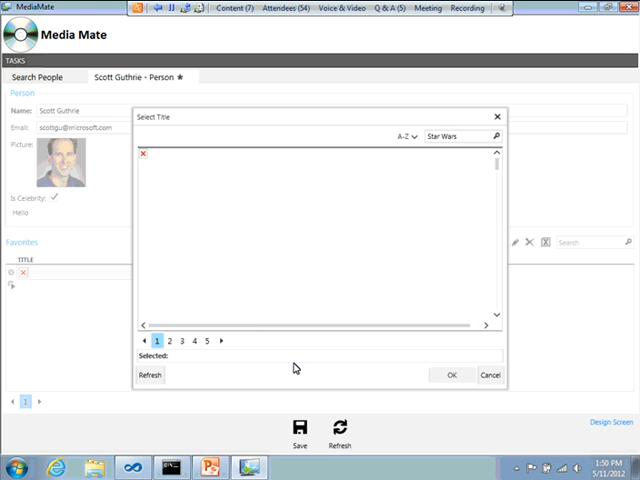 MediaMate
Content (7) Attendees (54) Voice & Video Q & A (5) Meeting Recording
Media Mate
TASKS
Search People Scott Guthrie - Person
Person
Name: Scott Guthrie
Email: scottgu@microsoft.com
Picture:
Is Celebrity:
Hello
Select Title
A-Z Star Wars
1 2 3 4 5
Selected:
Refresh OK Cancel
Favorites Search
TITLE
1
Design Screen
Save Refresh
1:50 PM
5/11/2012